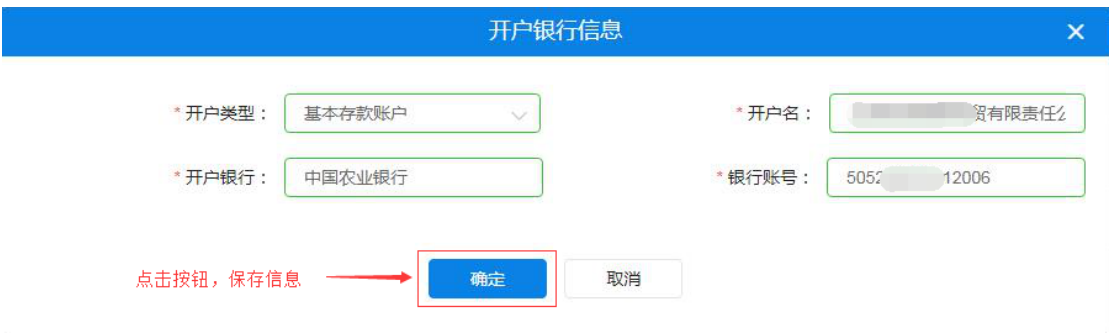 开户银行信息
* 开户类型： 基本存款账户 * 开户名： 贸有限责任公
* 开户银行： 中国农业银行 * 银行账号： 5052 12006
点击按钮，保存信息 确定 取消